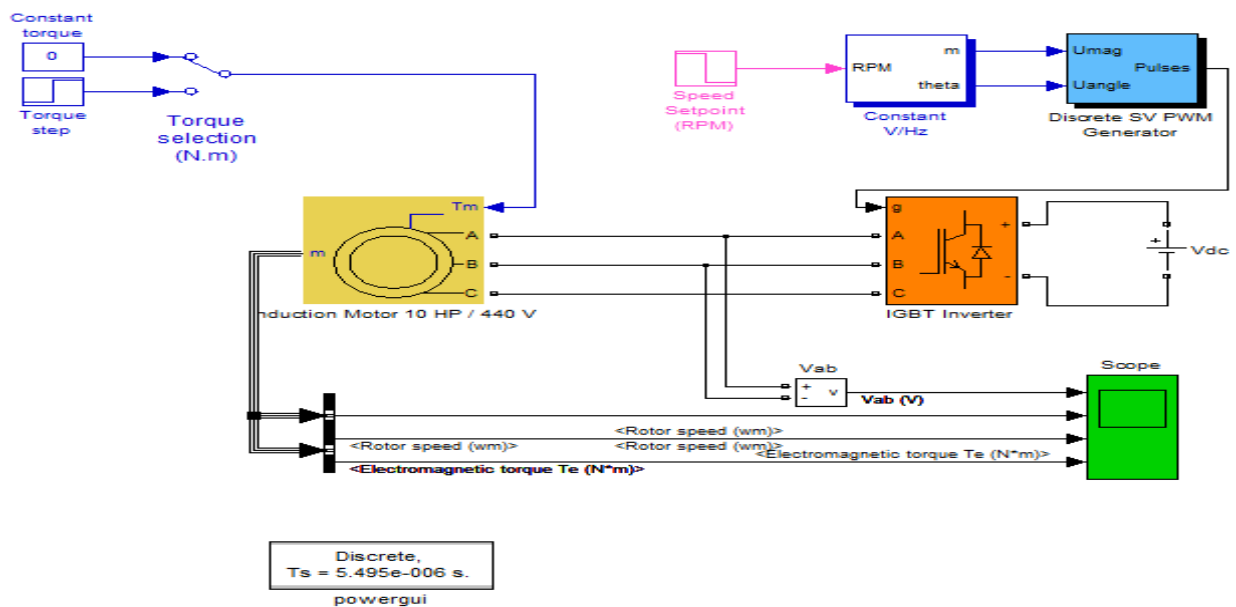 Constant
torque
0
Torque
step
Torque
selection
(N.m)
Speed
Setpoint
(RPM)
RPM
m
theta
Constant
V/Hz
Umag
Uangle
Pulses
Discrete SV PWM
Generator
Tm
m
A
B
C
nduction Motor 10 HP / 440 V
g
A
B
C
+
-
IGBT Inverter
+
Vdc
Vab
+
-
v
Vab (V)
Scope
<Rotor speed (wm)>
<Rotor speed (wm)>
<Rotor speed (wm)>
<Electromagnetic torque Te (N*m)>
<Electromagnetic torque Te (N*m)>
Discrete,
Ts = 5.495e-006 s.
powergui